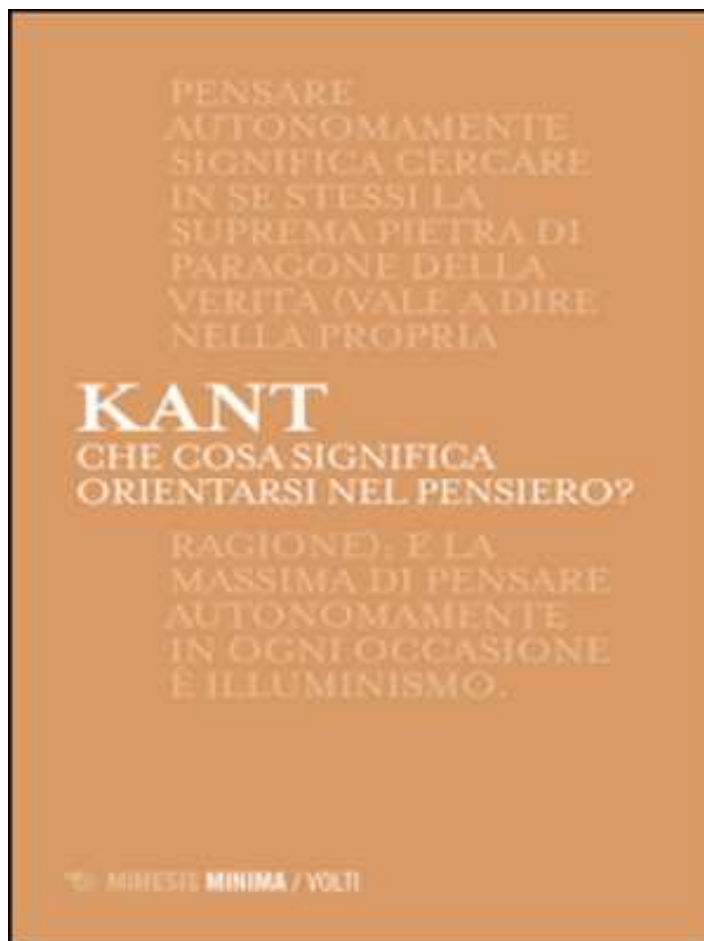 PENSARE
AUTONOMAMENTE
SIGNIFICA CERCARE
IN SE STESSI LA
SUPREMA PIETRA DI
PARAGONE DELLA
VERITÀ (VALE A DIRE
NELLA PROPRIA
KANT
CHE COSA SIGNIFICA
ORIENTARSI NEL PENSIERO?
RAGIONE); E LA
MASSIMA DI PENSARE
AUTONOMAMENTE
IN OGNI OCCASIONE
È ILLUMINISMO.
MIMESIS MINIMA / VOLTI